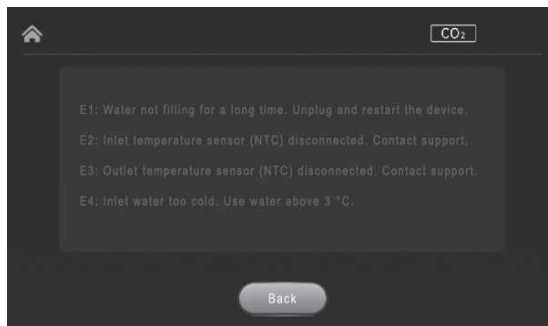 CO₂
E1: Water not filling for a long time. Unplug and restart the device.
E2: Inlet temperature sensor (NTC) disconnected. Contact support.
E3: Outlet temperature sensor (NTC) disconnected. Contact support.
E4: Inlet water too cold. Use water above 3 °C.
Back